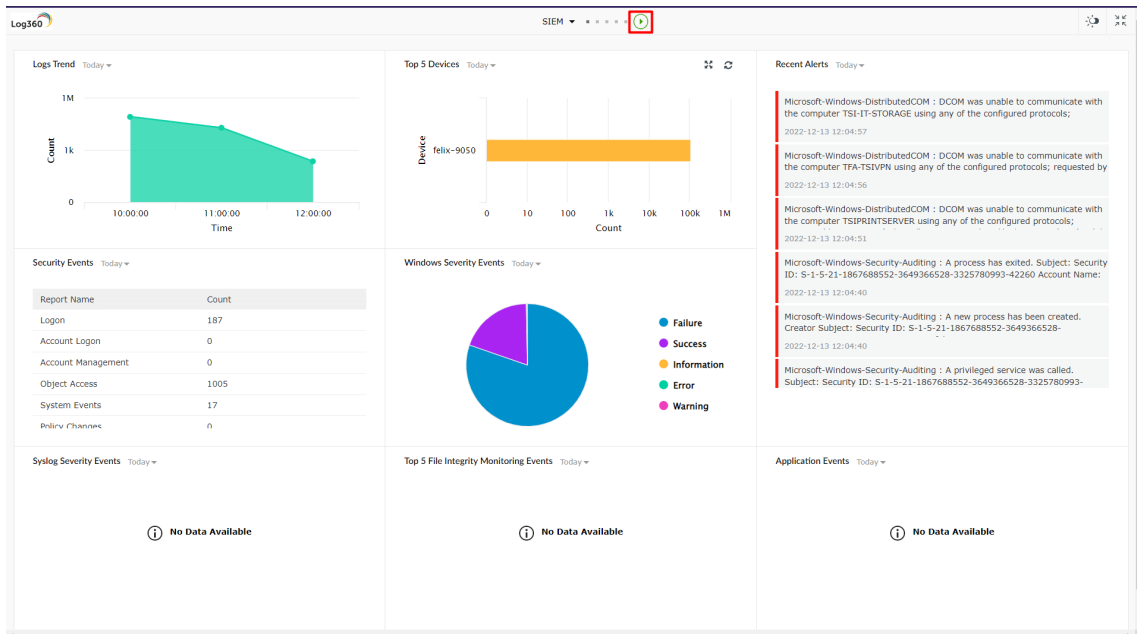 Log360
SIEM
Logs Trend Today
1M
1k
0
Count
10:00:00 11:00:00 12:00:00
Time
Top 5 Devices Today
Device
felix-9050
0 10 100 1k 10k 100k 1M
Count
Recent Alerts Today
Microsoft-Windows-DistributedCOM : DCOM was unable to communicate with
the computer TSI-IT-STORAGE using any of the configured protocols;
2022-12-13 12:04:57
Microsoft-Windows-DistributedCOM : DCOM was unable to communicate with
the computer TFA-TSIVPN using any of the configured protocols; requested by
2022-12-13 12:04:56
Microsoft-Windows-DistributedCOM : DCOM was unable to communicate with
the computer TSIPRINTSERVER using any of the configured protocols;
2022-12-13 12:04:51
Microsoft-Windows-Security-Auditing : A process has exited. Subject: Security
ID: S-1-5-21-1867688552-3649366528-3325780993-42260 Account Name:
2022-12-13 12:04:40
Microsoft-Windows-Security-Auditing : A new process has been created.
Creator Subject: Security ID: S-1-5-21-1867688552-3649366528-
2022-12-13 12:04:40
Microsoft-Windows-Security-Auditing : A privileged service was called.
Subject: Security ID: S-1-5-21-1867688552-3649366528-3325780993-
Security Events Today
Report Name Count
Logon 187
Account Logon 0
Account Management 0
Object Access 1005
System Events 17
Policy Changes 0
Windows Severity Events Today
Failure
Success
Information
Error
Warning
Syslog Severity Events Today
No Data Available
Top 5 File Integrity Monitoring Events Today
No Data Available
Application Events Today
No Data Available